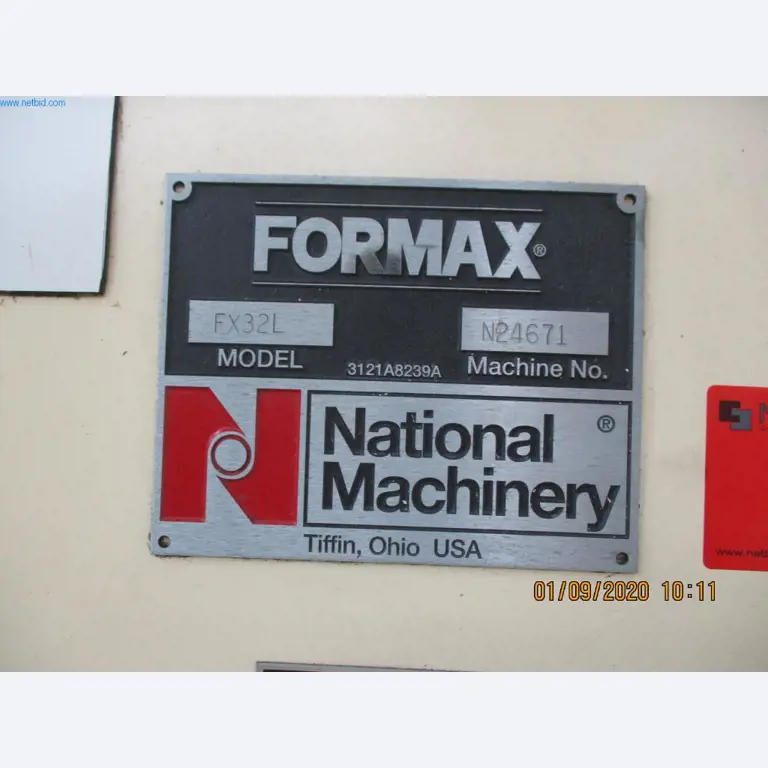 www.netbid.com
FORMAX®
FX32L
N24671
MODEL
3121A8239A
Machine No.
National ®
Machinery
Tiffin, Ohio USA
01/09/2020 10:11